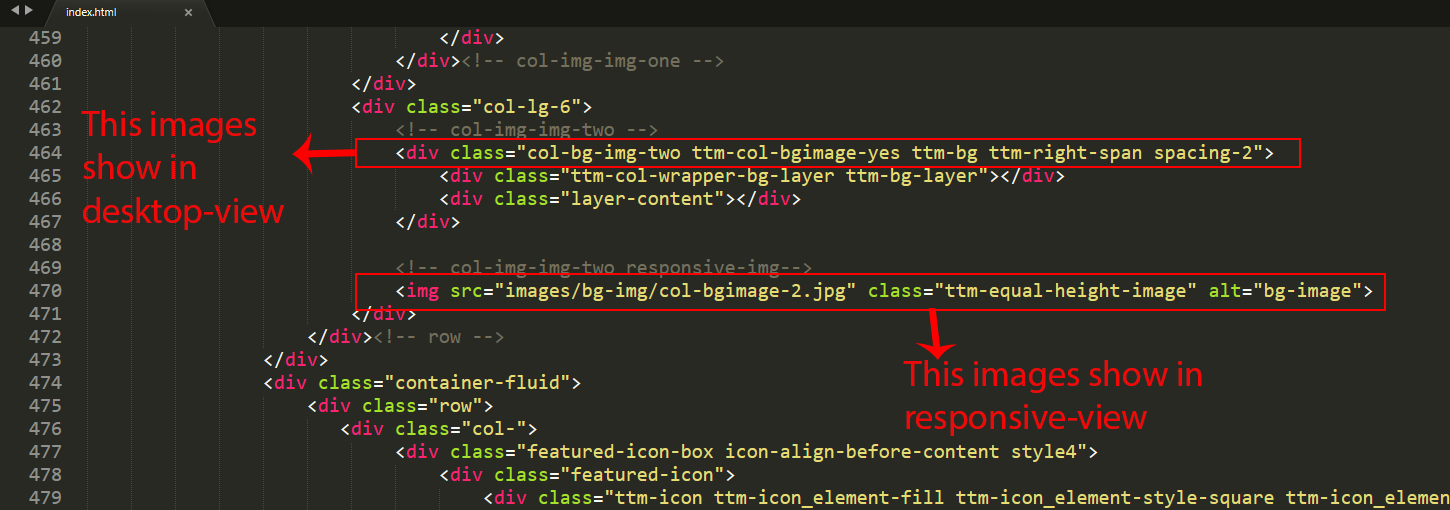 index.html ×
459 </div>
460 </div><!-- col-img-img-one -->
461 </div>
462 <div class="col-lg-6">
463 <!-- col-img-img-two -->
464 <div class="col-bg-img-two ttm-col-bgimage-yes ttm-bg ttm-right-span spacing-2">
465 <div class="ttm-col-wrapper-bg-layer ttm-bg-layer"></div>
466 <div class="layer-content"></div>
467 </div>
468
469 <!-- col-img-img-two responsive-img-->
470 <img src="images/bg-img/col-bgimage-2.jpg" class="ttm-equal-height-image" alt="bg-image">
471 </div>
472 </div><!-- row -->
473 </div>
474 <div class="container-fluid">
475 <div class="row">
476 <div class="col-">
477 <div class="featured-icon-box icon-align-before-content style4">
478 <div class="featured-icon">
479 <div class="ttm-icon ttm-icon_element-fill ttm-icon_element-style-square ttm-icon_elemen
This images
show in
desktop-view
This images show in
responsive-view